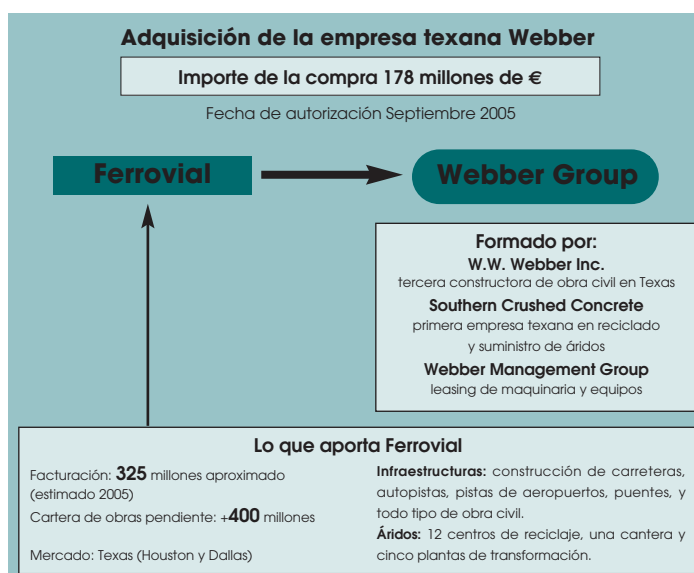 Adquisición de la empresa texana Webber
Importe de la compra 178 millones de €
Fecha de autorización Septiembre 2005
Ferrovial
Webber Group
Formado por:
W.W. Webber Inc.
tercera constructora de obra civil en Texas
Southern Crushed Concrete
primera empresa texana en reciclado
y suministro de áridos
Webber Management Group
leasing de maquinaria y equipos
Lo que aporta Ferrovial
Facturación: 325 millones aproximado
(estimado 2005)
Cartera de obras pendiente: +400 millones
Mercado: Texas (Houston y Dallas)
Infraestructuras: construcción de carreteras,
autopistas, pistas de aeropuertos, puentes, y
todo tipo de obra civil.
Áridos: 12 centros de reciclaje, una cantera y
cinco plantas de transformación.